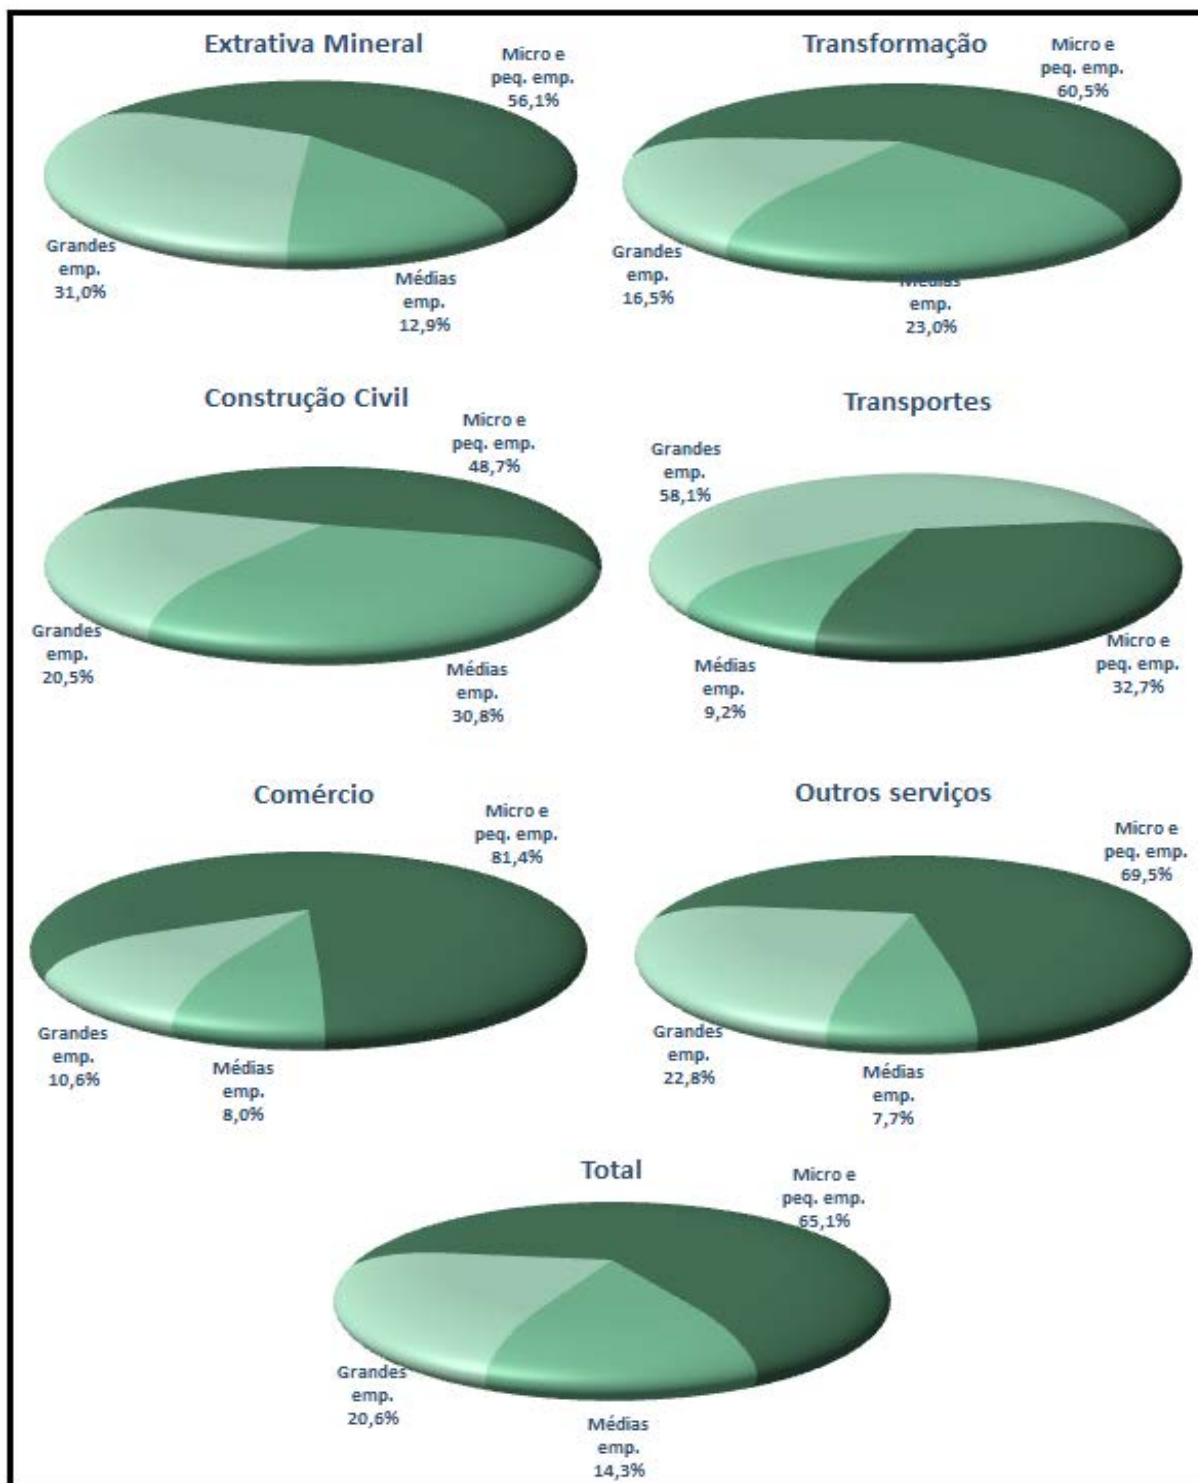 Extrativa Mineral
Micro e
peq. emp.
56,1%
Grandes
emp.
31,0%
Médias
emp.
12,9%
Transformação
Micro e
peq. emp.
60,5%
Grandes
emp.
16,5%
Médias
emp.
23,0%
Construção Civil
Micro e
peq. emp.
48,7%
Grandes
emp.
20,5%
Médias
emp.
30,8%
Transportes
Grandes
emp.
58,1%
Médias
emp.
9,2%
Micro e
peq. emp.
32,7%
Comércio
Micro e
peq. emp.
81,4%
Grandes
emp.
10,6%
Médias
emp.
8,0%
Outros serviços
Micro e
peq. emp.
69,5%
Grandes
emp.
22,8%
Médias
emp.
7,7%
Total
Micro e
peq. emp.
65,1%
Grandes
emp.
20,6%
Médias
emp.
14,3%